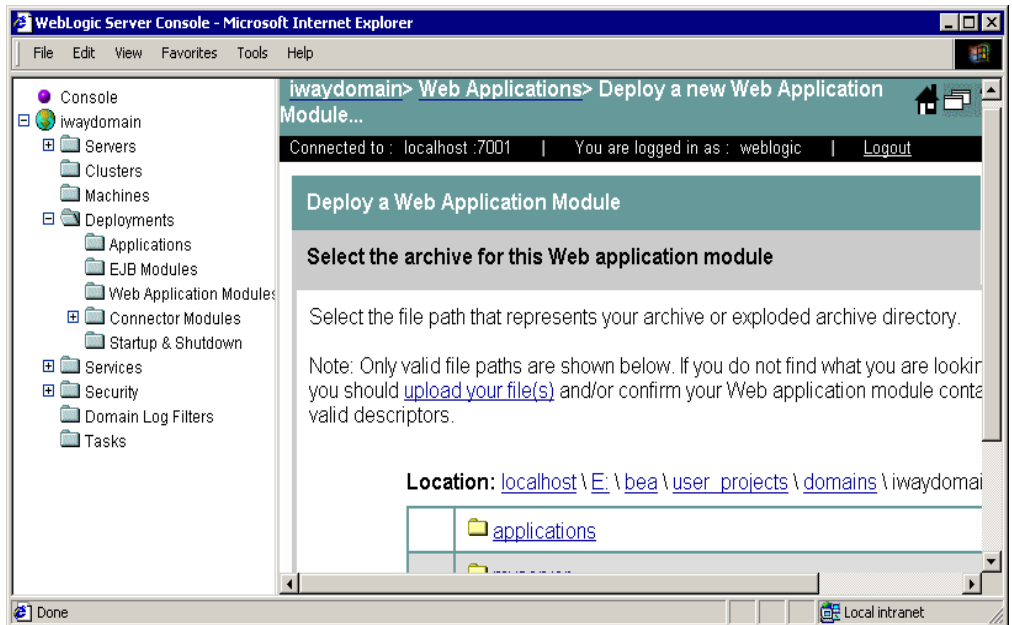 WebLogic Server Console - Microsoft Internet Explorer
File Edit View Favorites Tools Help
Console
iwaydomain
Servers
Clusters
Machines
Deployments
Applications
EJB Modules
Web Application Modules
Connector Modules
Startup & Shutdown
Services
Security
Domain Log Filters
Tasks
iwaydomain> Web Applications> Deploy a new Web Application
Module...
Connected to : localhost :7001 | You are logged in as : weblogic | Logout
Deploy a Web Application Module
Select the archive for this Web application module
Select the file path that represents your archive or exploded archive directory.
Note: Only valid file paths are shown below. If you do not find what you are lookin
you should upload your file(s) and/or confirm your Web application module conta
valid descriptors.
Location: localhost \ E: \ bea \ user_projects \ domains \ iwaydomai
applications
Done
Local intranet